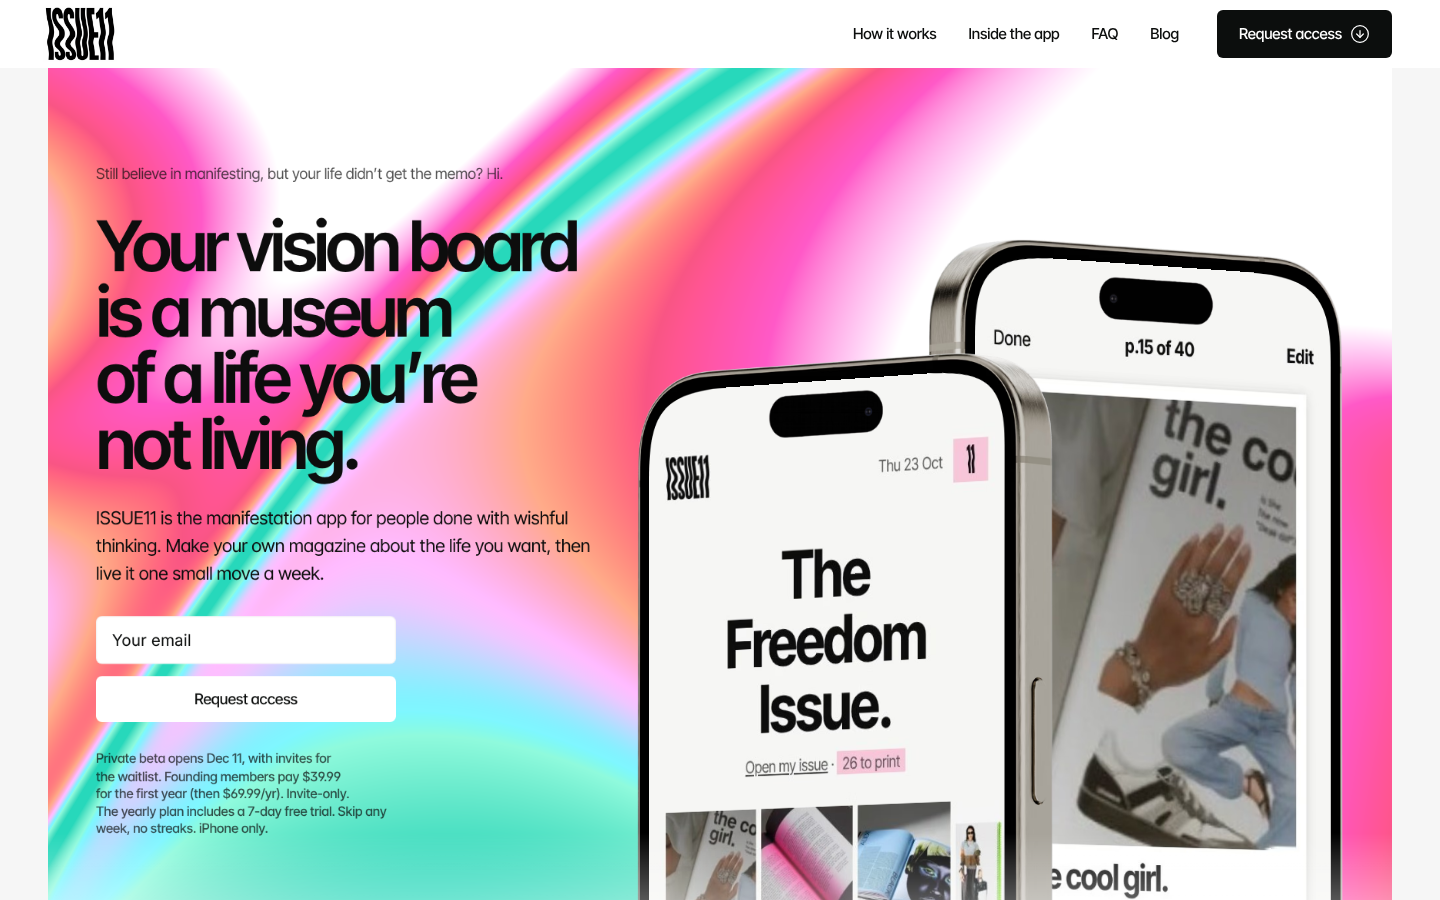 ISSUE11
How it works
Inside the app
FAQ
Blog
Request access
Still believe in manifesting, but your life didn’t get the memo? Hi.
Your vision board
is a museum
of a life you’re
not living.
ISSUE11 is the manifestation app for people done with wishful
thinking. Make your own magazine about the life you want, then
live it one small move a week.
Your email
Request access
Private beta opens Dec 11, with invites for
the waitlist. Founding members pay $39.99
for the first year (then $69.99/yr). Invite-only.
The yearly plan includes a 7-day free trial. Skip any
week, no streaks. iPhone only.
ISSUE11
Thu 23 Oct
11
The
Freedom
Issue.
Open my issue · 26 to print
the co
girl.
Done
p.15 of 40
Edit
the co
girl.
e cool girl.